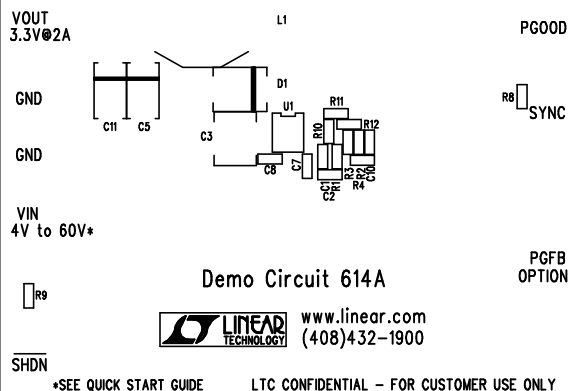 VOUT
3.3V@2A
L1
PGOOD
D1
GND
U1
R11
R8
SYNC
C11
C5
C3
R10
R12
GND
C8
C7
C1
R1
C2
R3
R2
C10
R4
VIN
4V to 60V*
PGFB
OPTION
Demo Circuit 614A
R9
LINEAR
TECHNOLOGY
www.linear.com
(408)432-1900
SHDN
*SEE QUICK START GUIDE
LTC CONFIDENTIAL - FOR CUSTOMER USE ONLY